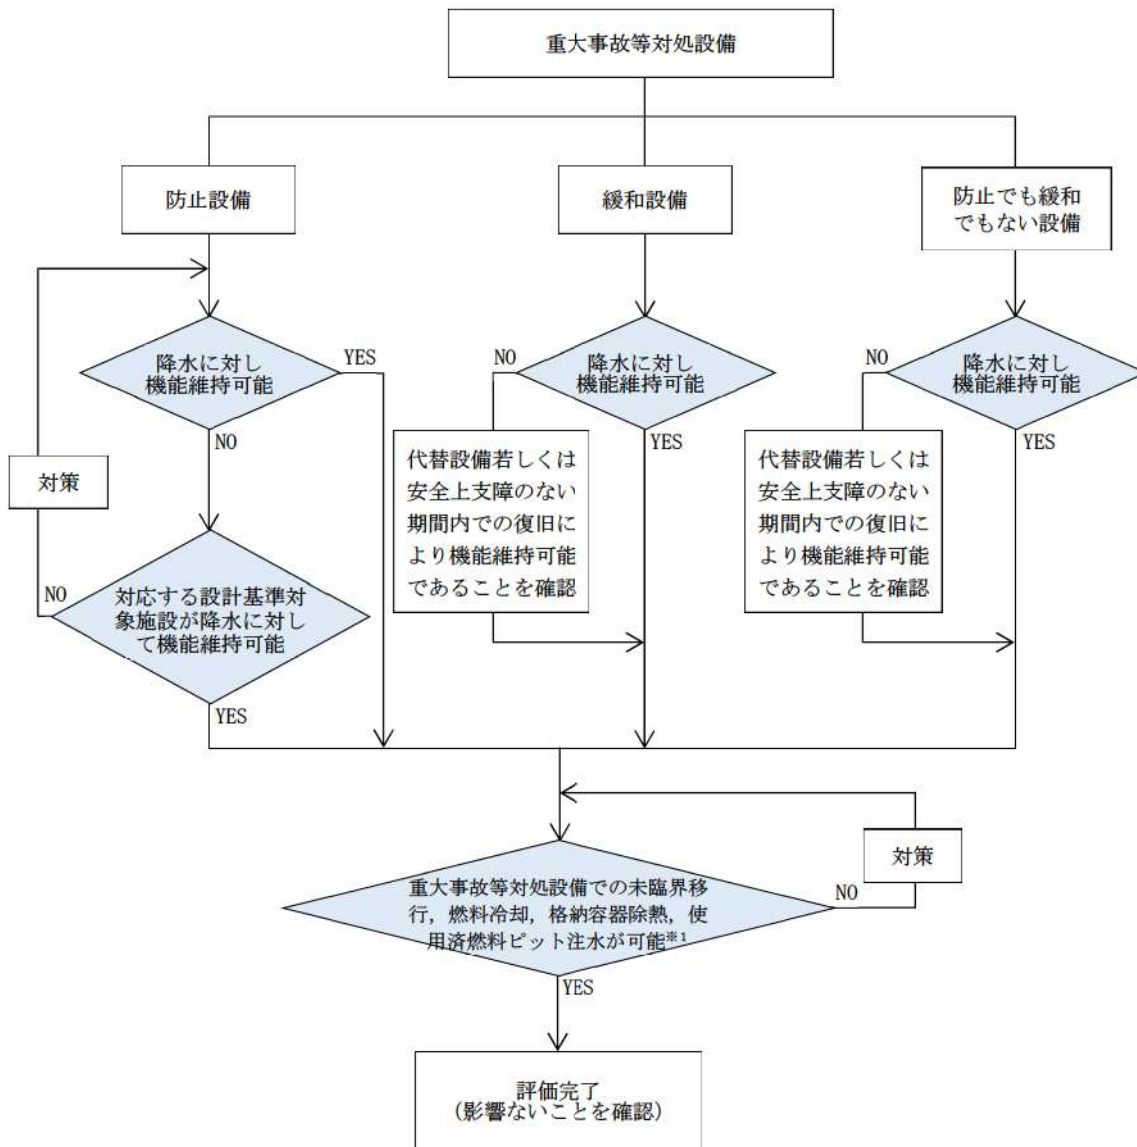 重大事故等対処設備
防止設備
緩和設備
防止でも緩和
でもない設備
降水に対し
機能維持可能
YES
NO
降水に対し
機能維持可能
NO
YES
降水に対し
機能維持可能
NO
YES
対策
代替設備若しくは
安全上支障のない
期間内での復旧に
より機能維持可能
であることを確認
代替設備若しくは
安全上支障のない
期間内での復旧に
より機能維持可能
であることを確認
NO
対応する設計基準対
象施設が降水に対し
て機能維持可能
YES
対策
重大事故等対処設備での未臨界移
行，燃料冷却，格納容器除熱，使
用済燃料ピット注水が可能※1
NO
YES
評価完了
（影響ないことを確認）